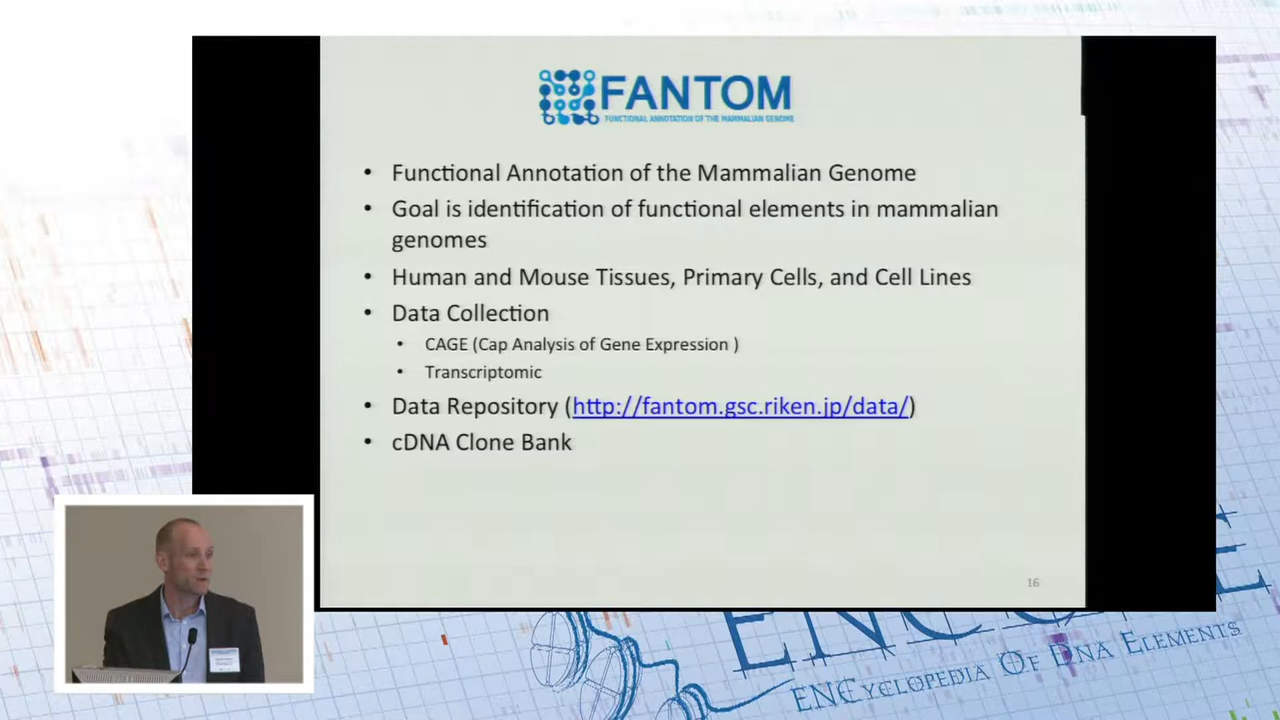 FANTOM
FUNCTIONAL ANNOTATION OF THE MAMMALIAN GENOME
• Functional Annotation of the Mammalian Genome
• Goal is identification of functional elements in mammalian
genomes
• Human and Mouse Tissues, Primary Cells, and Cell Lines
• Data Collection
• CAGE (Cap Analysis of Gene Expression )
• Transcriptomic
• Data Repository (http://fantom.gsc.riken.jp/data/)
• cDNA Clone Bank
16
ENCyclopedia Of DNA Elements